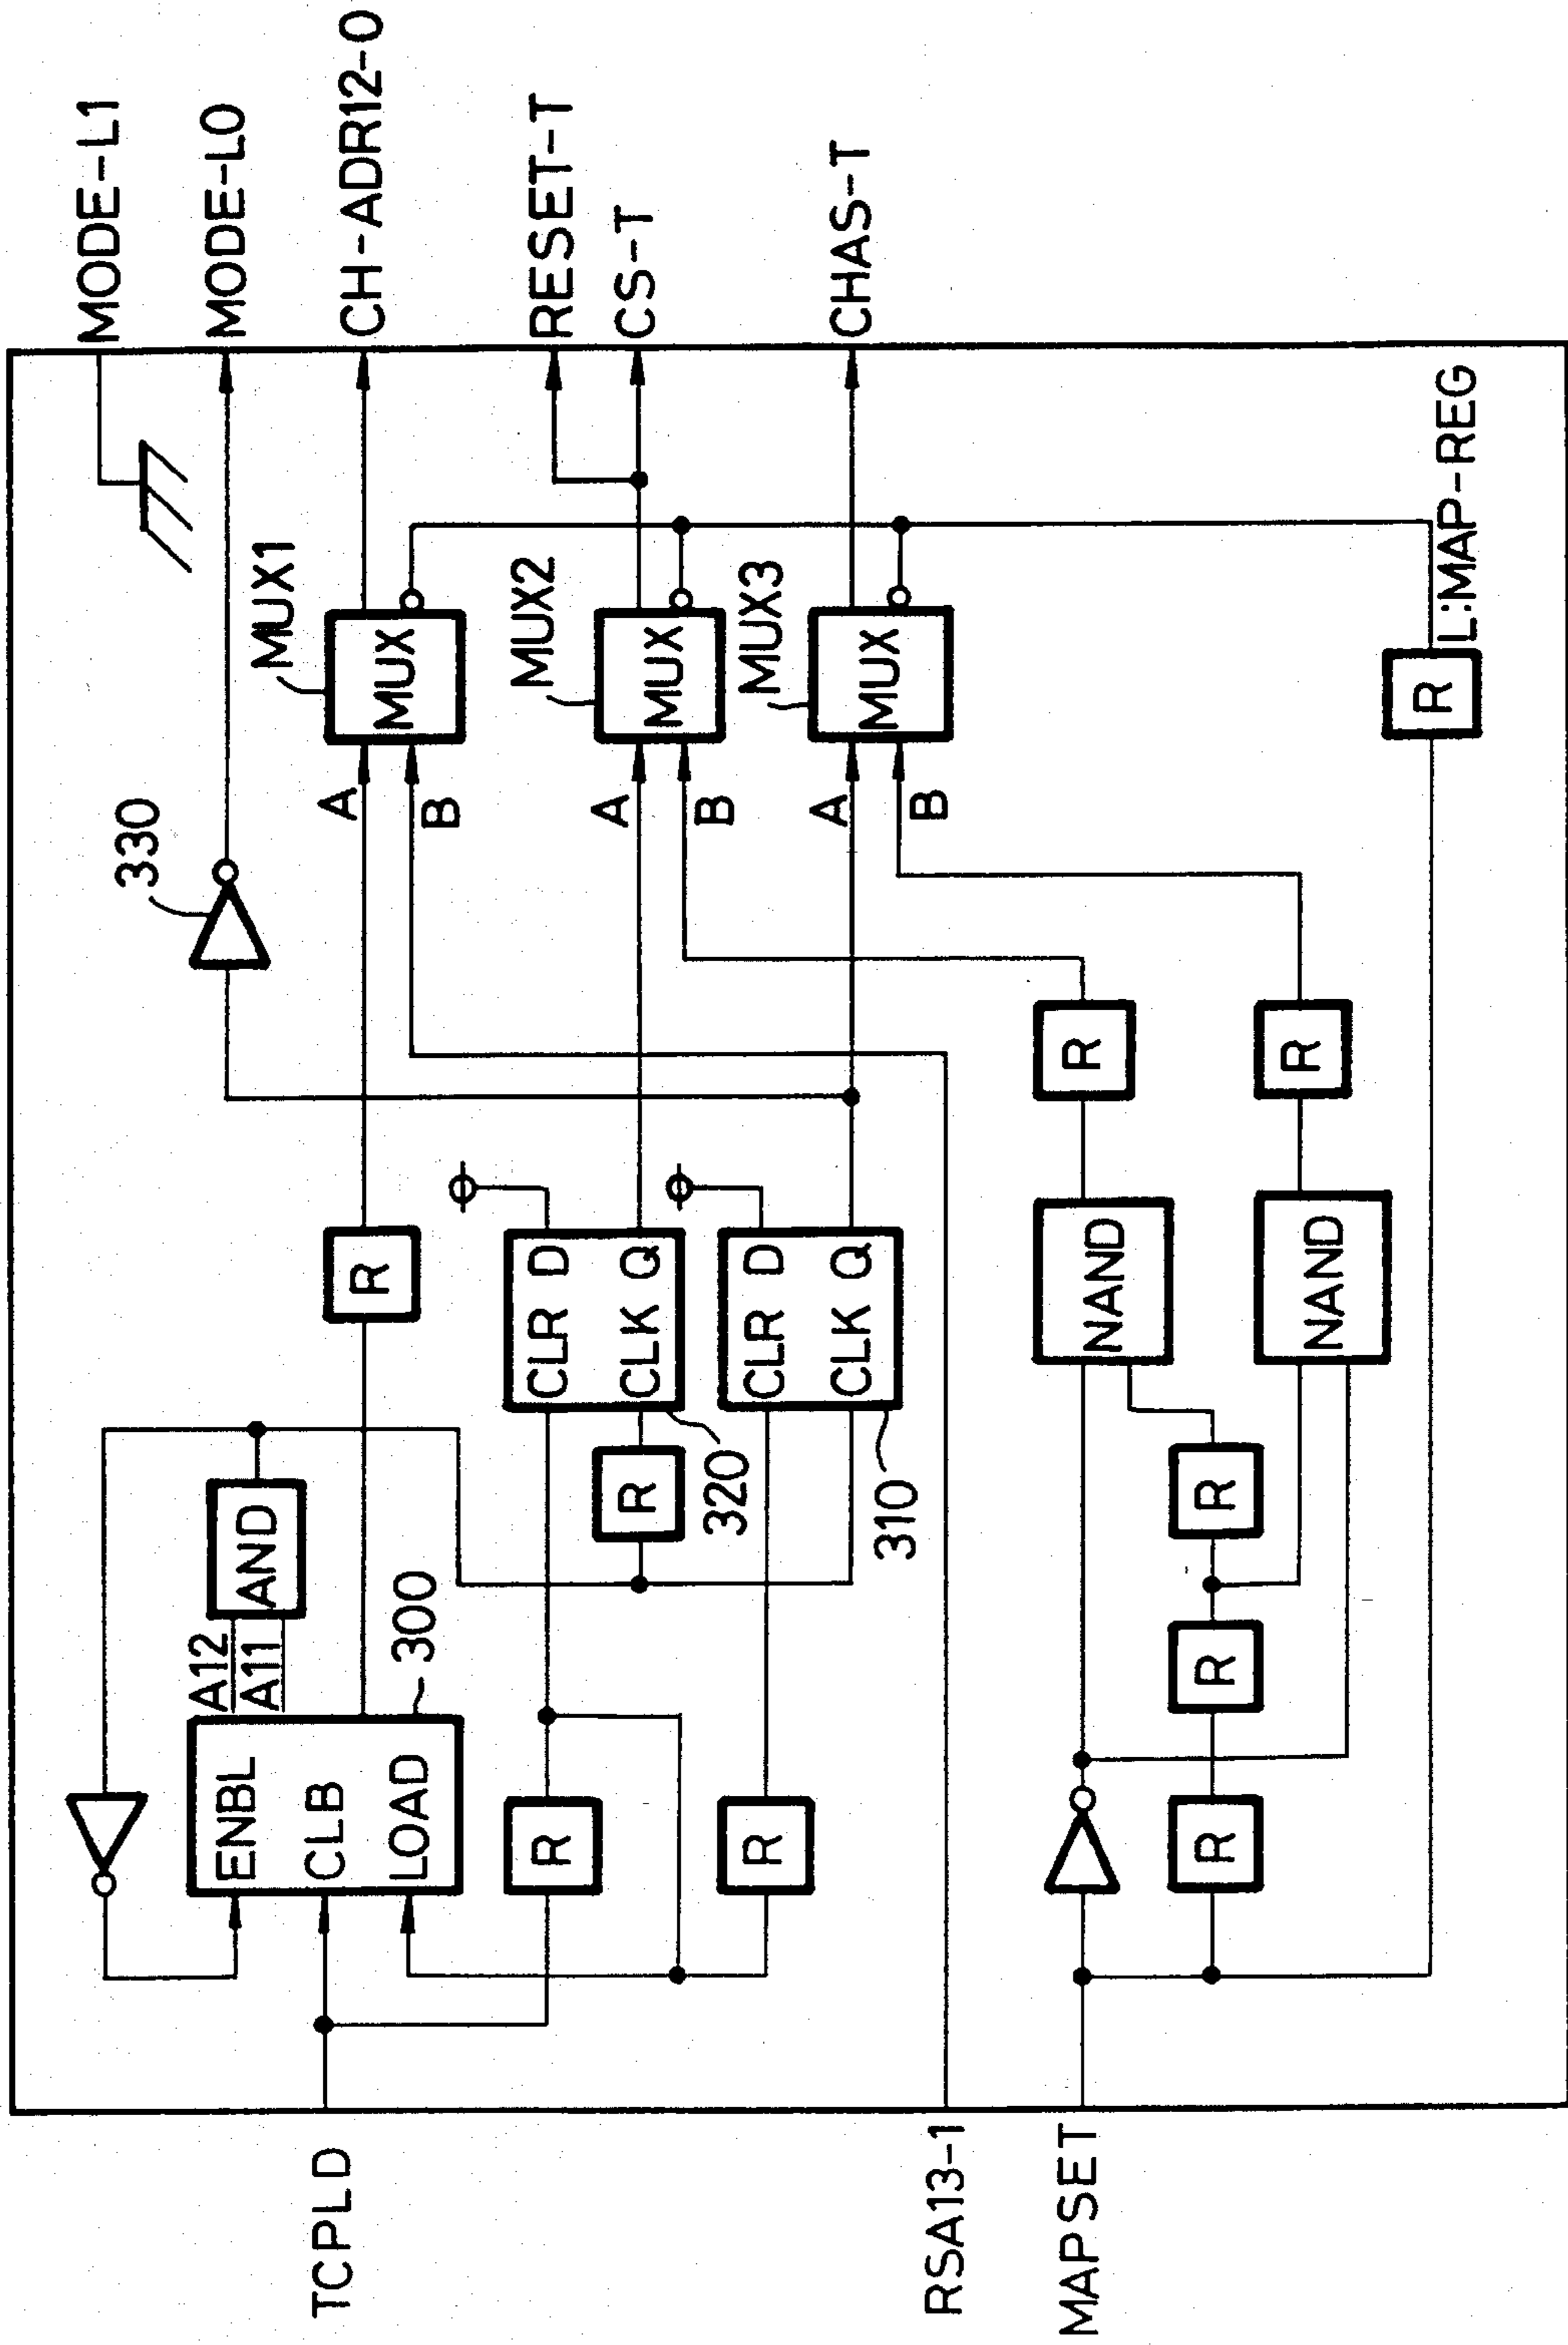 MODE-L1
MODE-L0
CH-ADR12-0
RESET-T
CS-T
CHAS-T
330
MUX1
MUX2
MUX3
MUX
MUX
MUX
A
B
A
B
A
B
A12
A11
AND
R
ENBL
CLB
LOAD
300
CLR D
CLK Q
R
320
R
CLR D
CLK Q
310
R
TCPLD
RSA13-1
MAPSET
NAND
R
NAND
R
R
R
R
R
L:MAP-REG